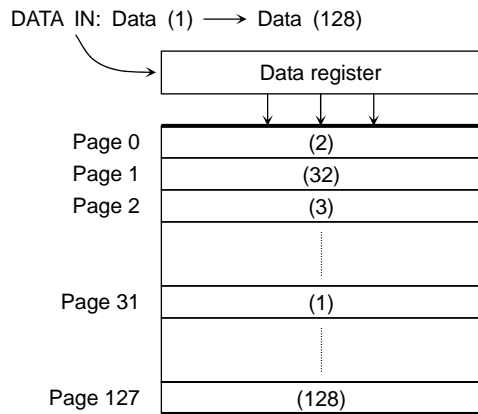 DATA IN: Data (1) → Data (128)
Data register
Page 0 (2)
Page 1 (32)
Page 2 (3)
Page 31 (1)
Page 127 (128)